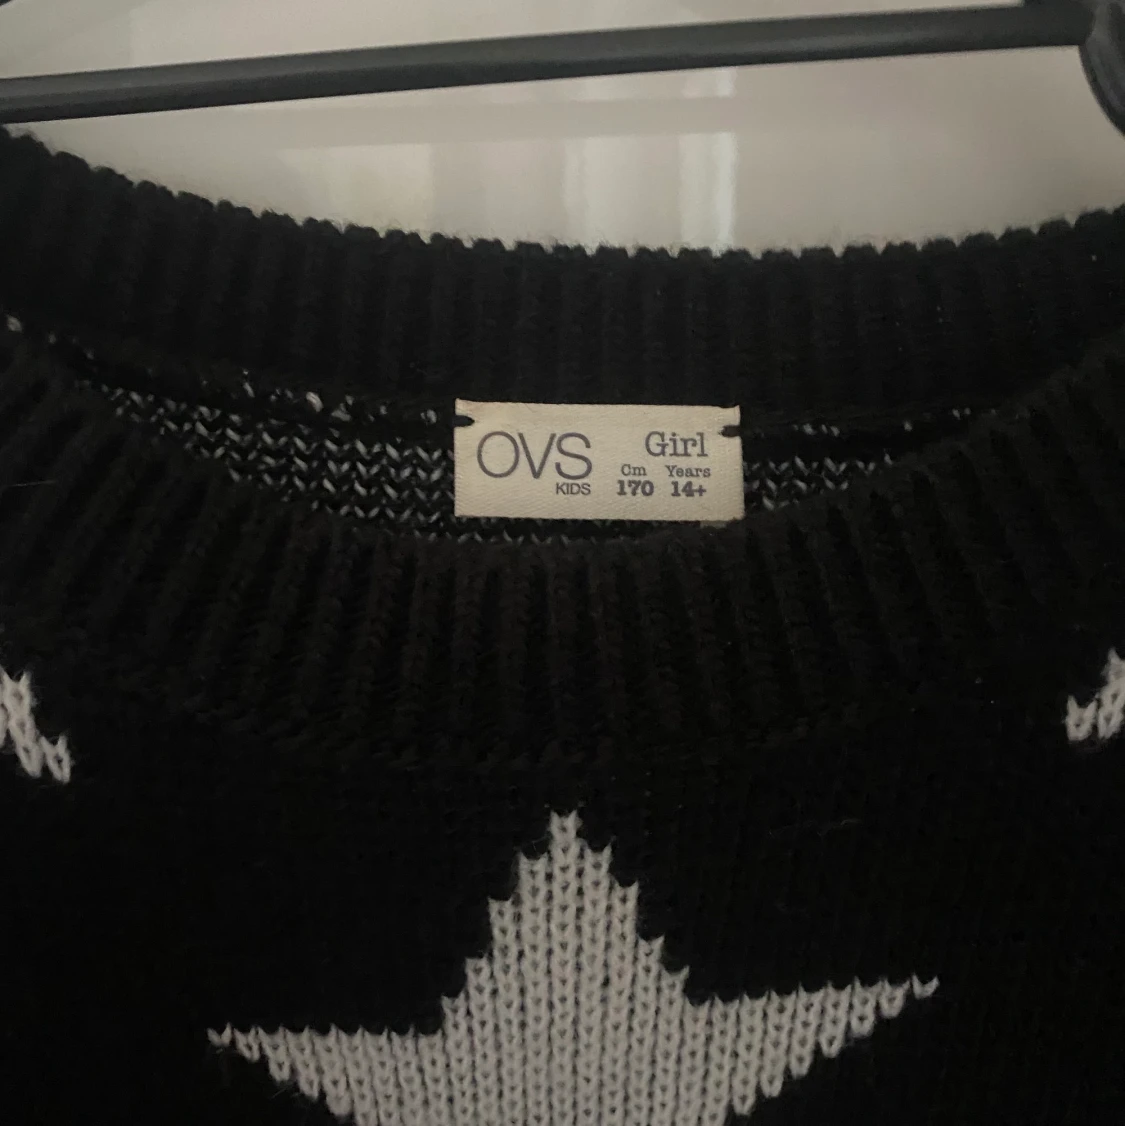 OVS
KIDS
Girl
Cm Years
170 14+